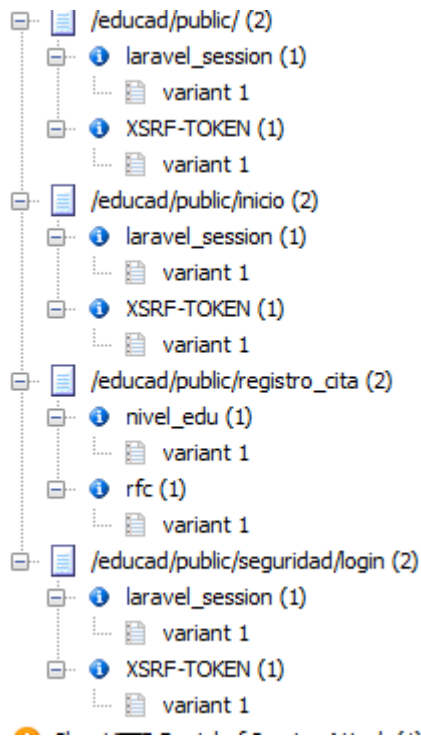 /educad/public/ (2)
laravel_session (1)
variant 1
XSRF-TOKEN (1)
variant 1
/educad/public/inicio (2)
laravel_session (1)
variant 1
XSRF-TOKEN (1)
variant 1
/educad/public/registro_cita (2)
nivel_edu (1)
variant 1
rfc (1)
variant 1
/educad/public/seguridad/login (2)
laravel_session (1)
variant 1
XSRF-TOKEN (1)
variant 1